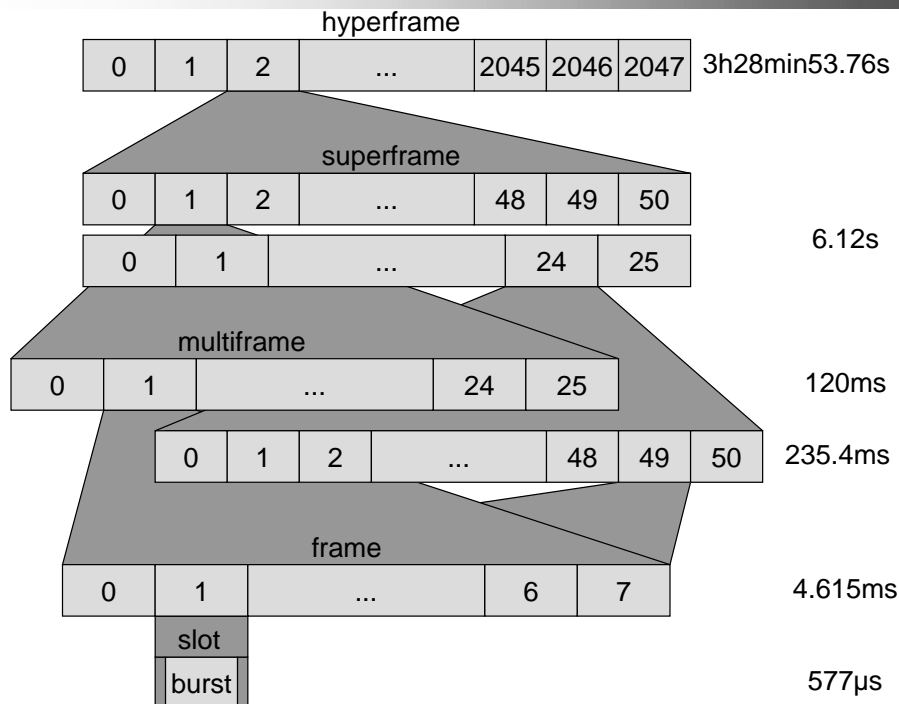 hyperframe
0 1 2 ... 2045 2046 2047 3h28min53.76s
superframe
0 1 2 ... 48 49 50
6.12s
0 1 ... 24 25
multiframe
0 1 ... 24 25 120ms
0 1 2 ... 48 49 50 235.4ms
frame
0 1 ... 6 7 4.615ms
slot
burst 577µs